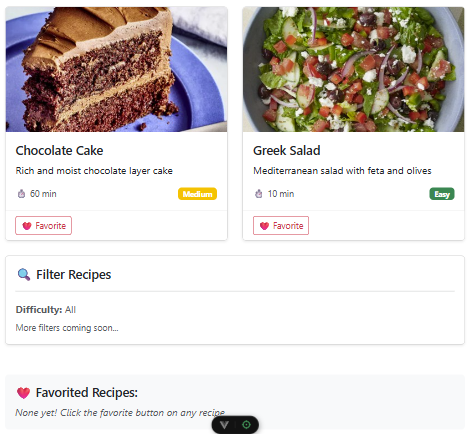 Chocolate Cake
Rich and moist chocolate layer cake
60 min
Medium
Favorite
Greek Salad
Mediterranean salad with feta and olives
10 min
Easy
Favorite
Filter Recipes
Difficulty: All
More filters coming soon...
Favorited Recipes:
None yet! Click the favorite button on any recipe